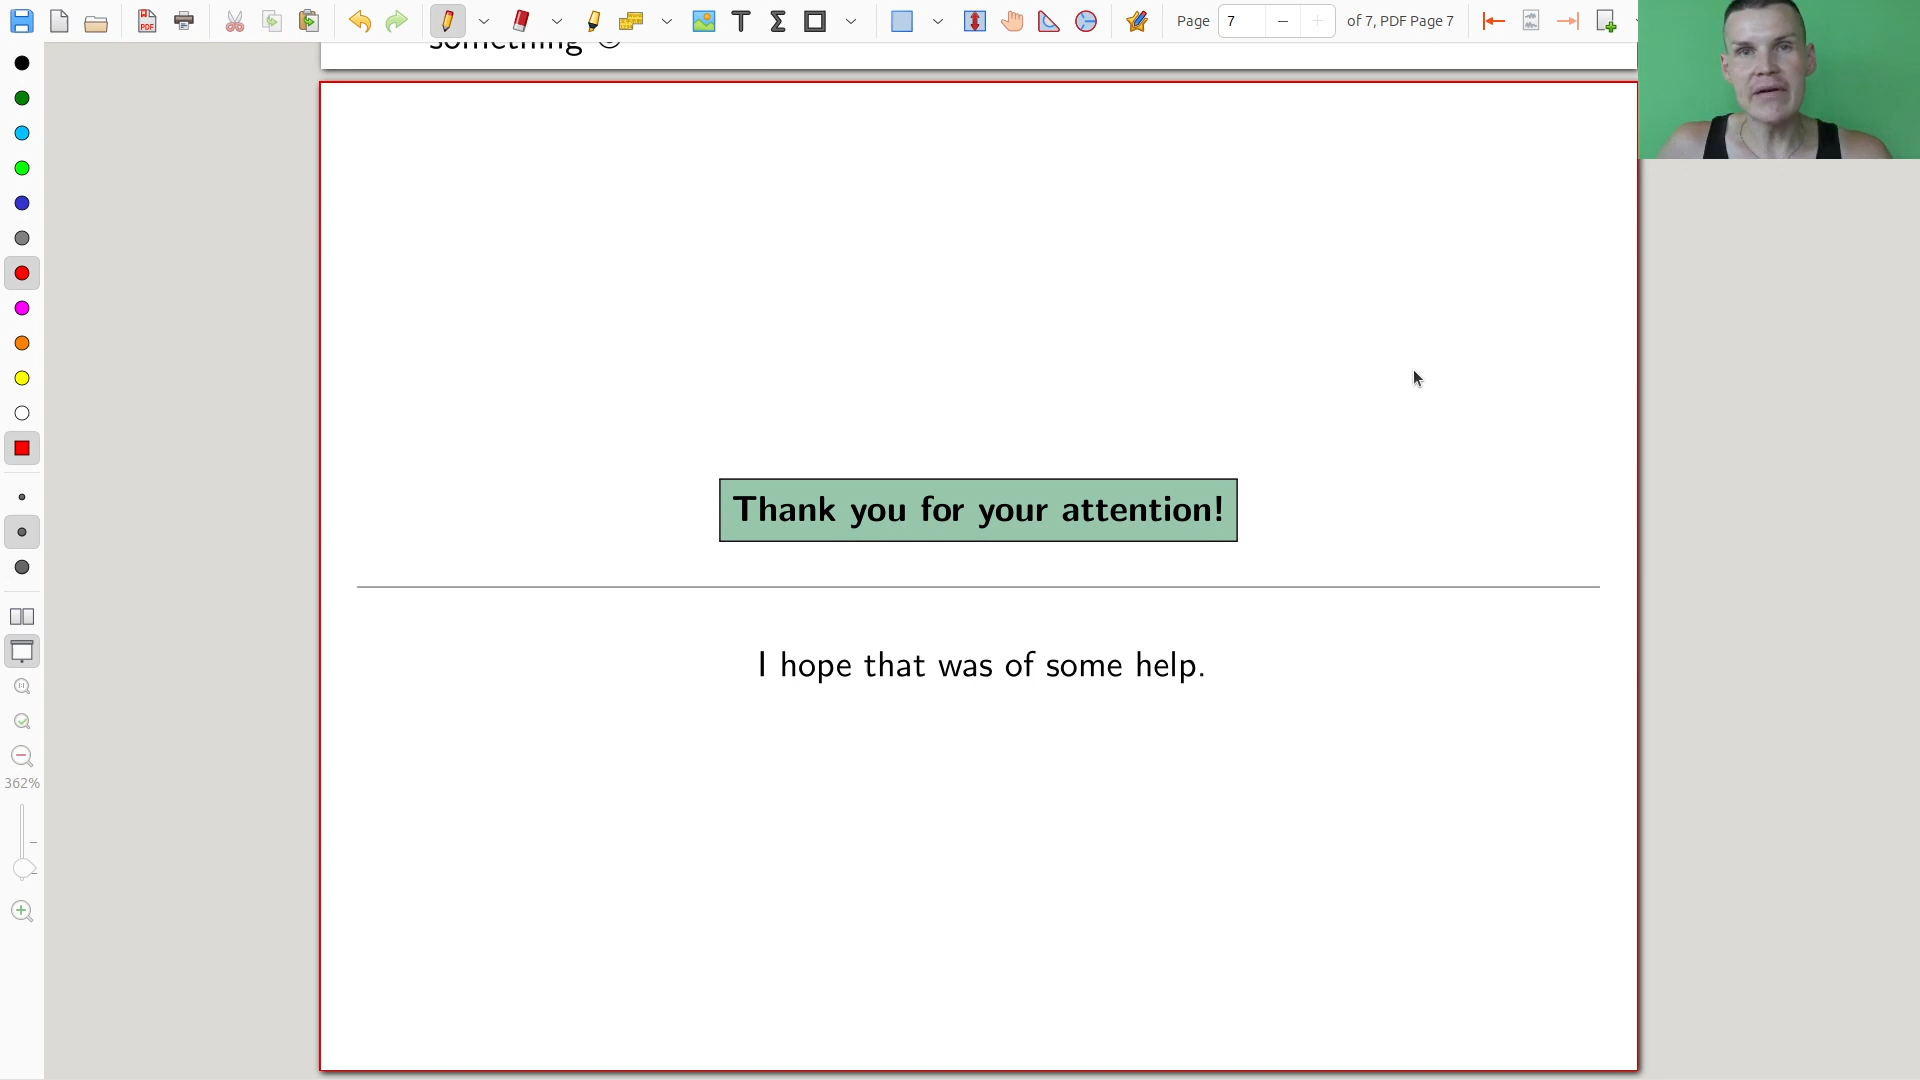 Page 7 of 7, PDF Page 7
something ☺
Thank you for your attention!
I hope that was of some help.
362%